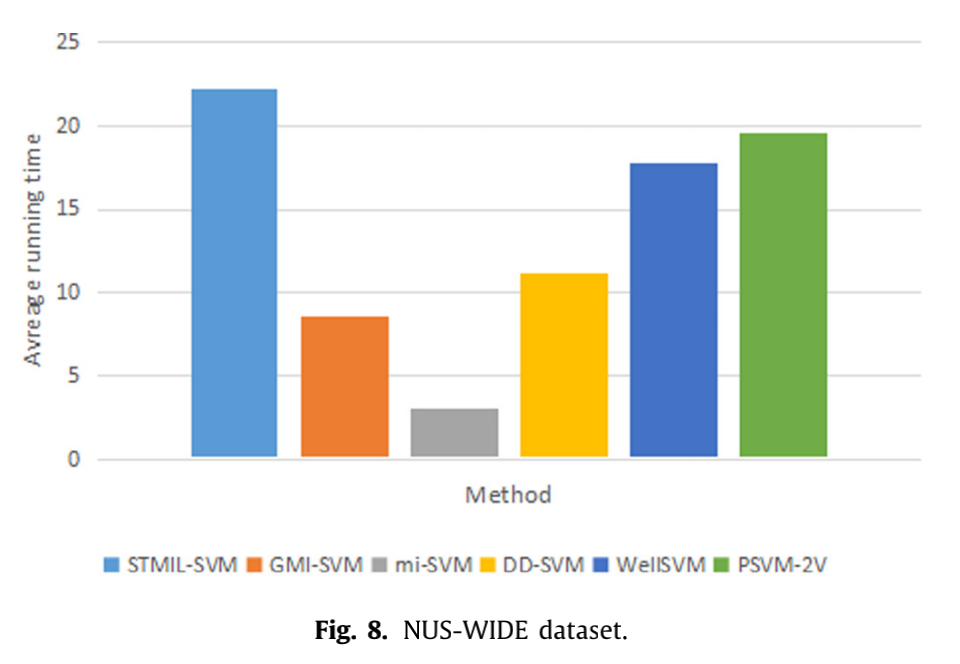 25
20
15
10
5
0
Avreage running time
Method
STMIL-SVM GMI-SVM mi-SVM DD-SVM WellSVM PSVM-2V
Fig. 8. NUS-WIDE dataset.